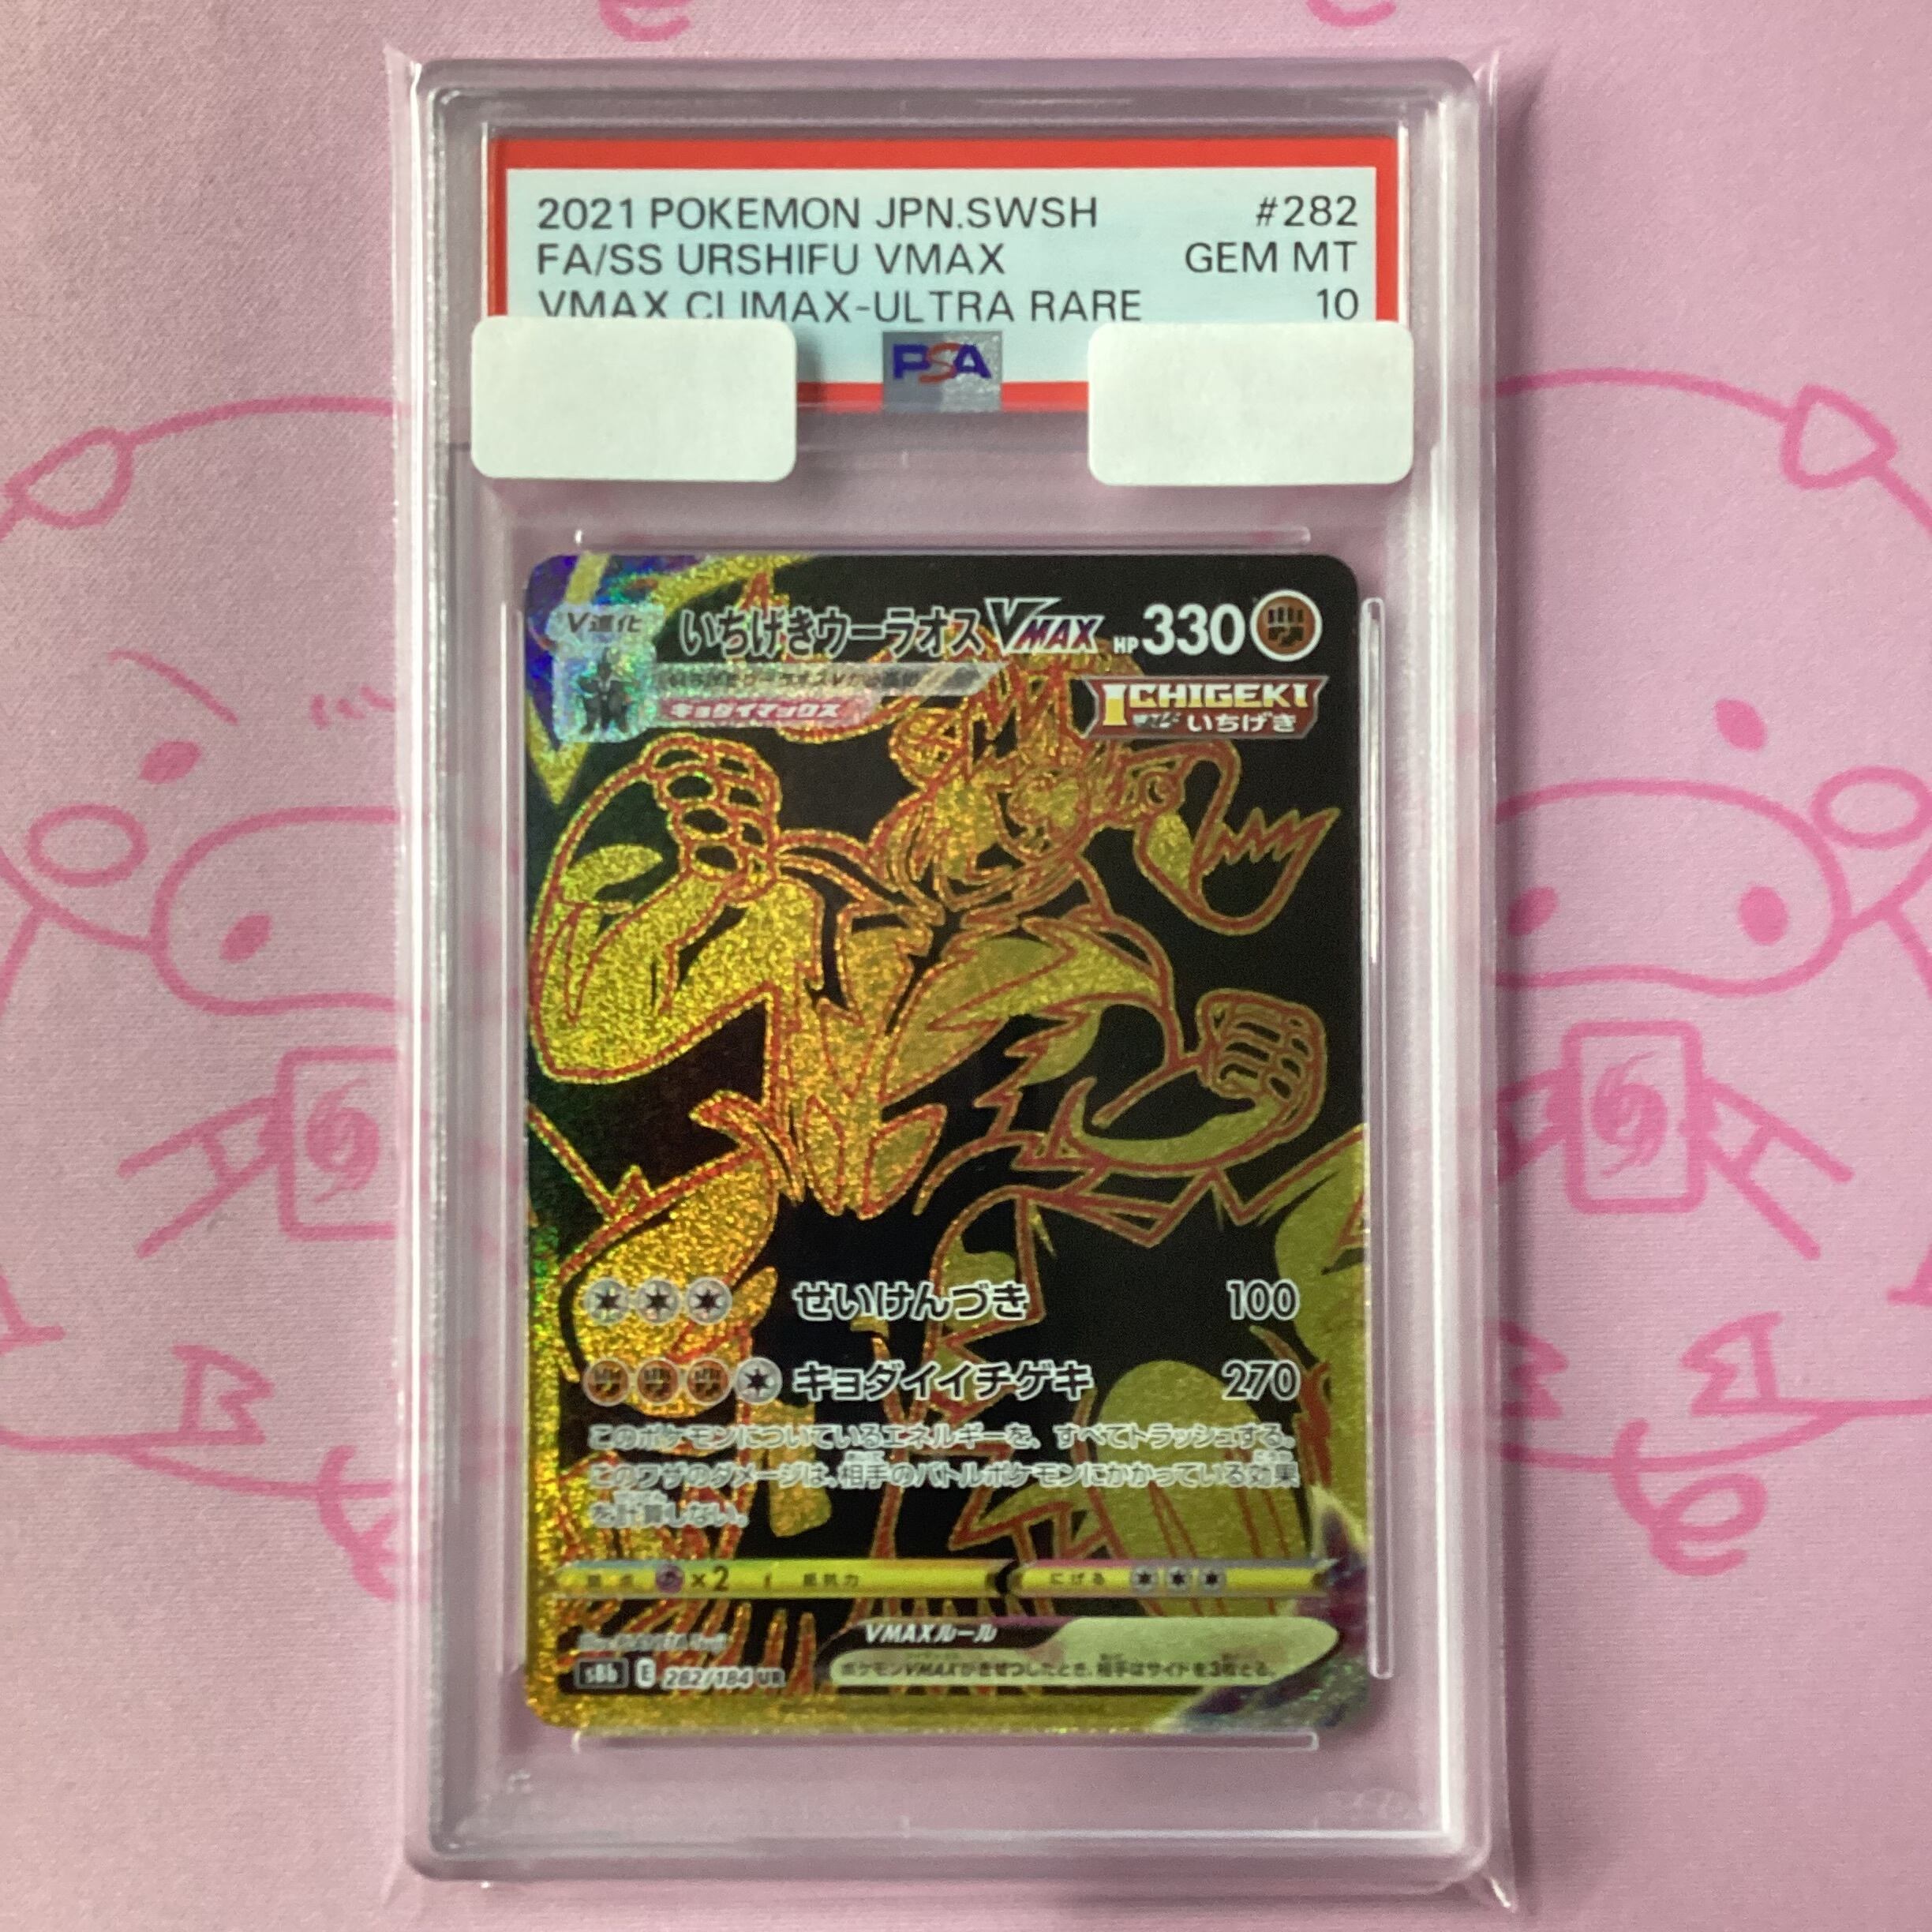 2021 POKEMON JPN.SWSH #282
FA/SS URSHIFU VMAX GEM MT
VMAX CLIMAX-ULTRA RARE 10
PSA
V進化 いちげきウーラオス VMAX HP 330
キョダイマックス
ICHIGEKI
いちげき
せいけんづき 100
キョダイイチゲキ 270
このポケモンについているエネルギーを、すべてトラッシュする。
このワザのダメージは、相手のバトルポケモンにかかっている効果
を計算しない。
弱点 ×2 抵抗力 にげる
VMAXルール
s8b E 282/184 UR
ポケモンVMAXがきぜつしたとき、相手はサイドを3枚とる。